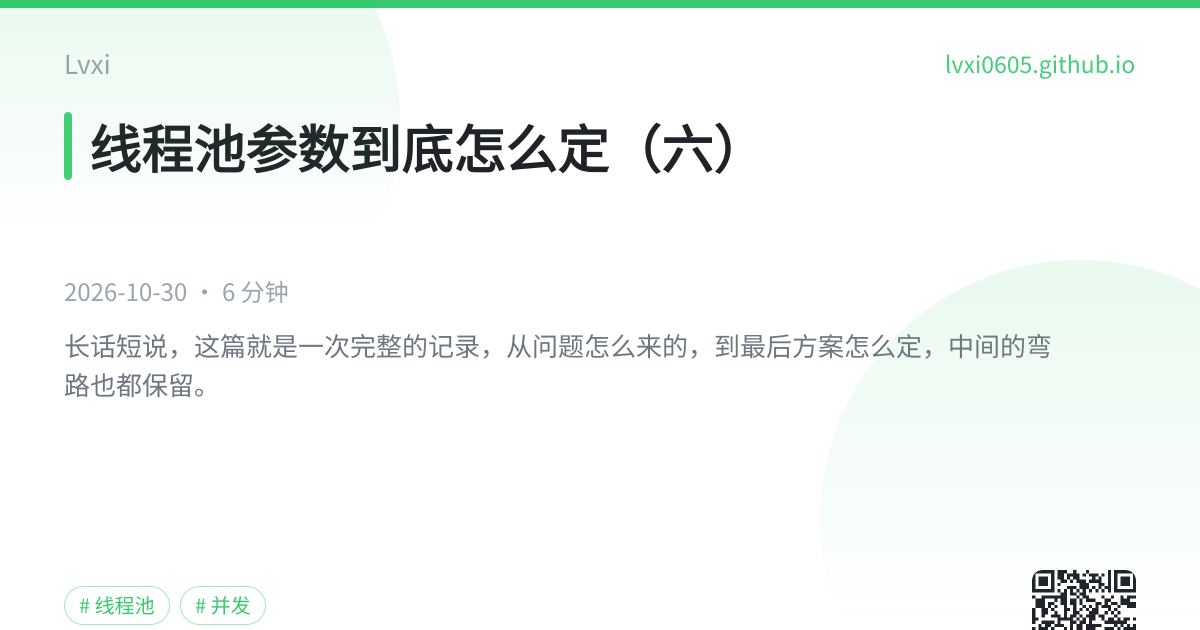 Lvxi
lvxi0605.github.io
线程池参数到底怎么定（六）
2026-10-30 · 6 分钟
长话短说，这篇就是一次完整的记录，从问题怎么来的，到最后方案怎么定，中间的弯
路也都保留。
# 线程池
# 并发